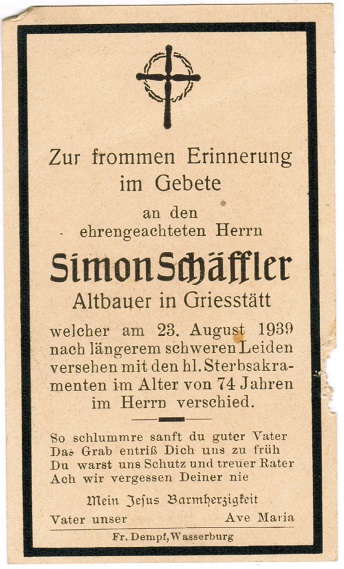 Zur frommen Erinnerung
im Gebete
an den
ehrengeachteten Herrn
Simon Schäffler
Altbauer in Griesstätt
welcher am 23. August 1939
nach längerem schweren Leiden
versehen mit den hl. Sterbsakra-
menten im Alter von 74 Jahren
im Herrn verschied.
So schlummre sanft du guter Vater
Das Grab entriß Dich uns zu früh
Du warst uns Schutz und treuer Rater
Ach wir vergessen Deiner nie
Mein Jesus Barmherzigkeit
Vater unser Ave Maria
Fr. Dempf, Wasserburg